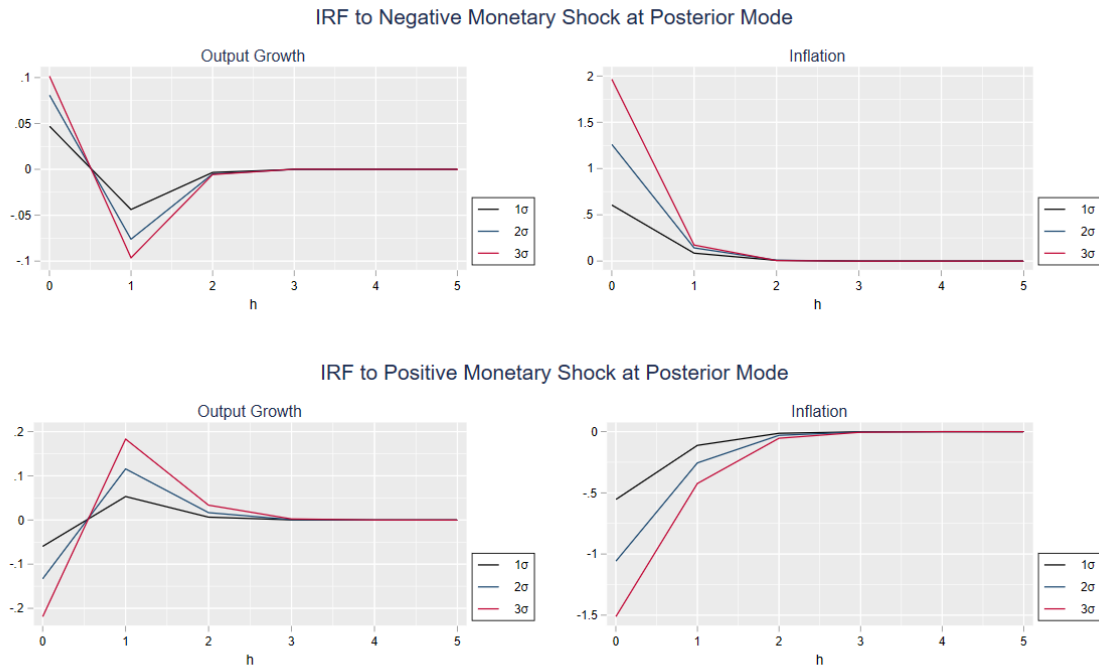 IRF to Negative Monetary Shock at Posterior Mode
Output Growth
.1
.05
0
-.05
-.1
0 1 2 3 4 5
h
1σ
2σ
3σ
Inflation
2
1.5
1
.5
0
0 1 2 3 4 5
h
1σ
2σ
3σ
IRF to Positive Monetary Shock at Posterior Mode
Output Growth
.2
.1
0
-.1
-.2
0 1 2 3 4 5
h
1σ
2σ
3σ
Inflation
0
-.5
-1
-1.5
0 1 2 3 4 5
h
1σ
2σ
3σ